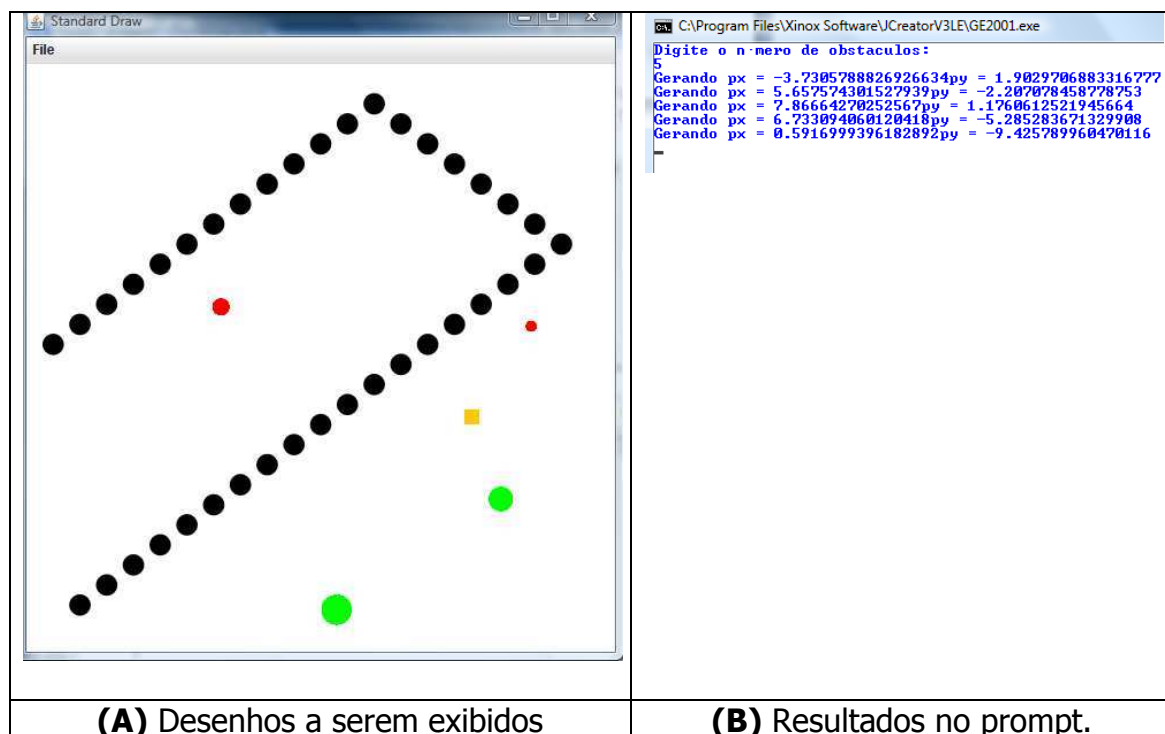 Standard Draw
File
C:\Program Files\Xinox Software\JCreatorV3LE\GE2001.exe
Digite o n·mero de obstaculos:
5
Gerando px = -3.7305788826926634py = 1.9029706883316777
Gerando px = 5.657574301527939py = -2.207078458778753
Gerando px = 7.86664270252567py = 1.1760612521945664
Gerando px = 6.733094060120418py = -5.285283671329908
Gerando px = 0.5916999396182892py = -9.425789960470116
(A) Desenhos a serem exibidos
(B) Resultados no prompt.